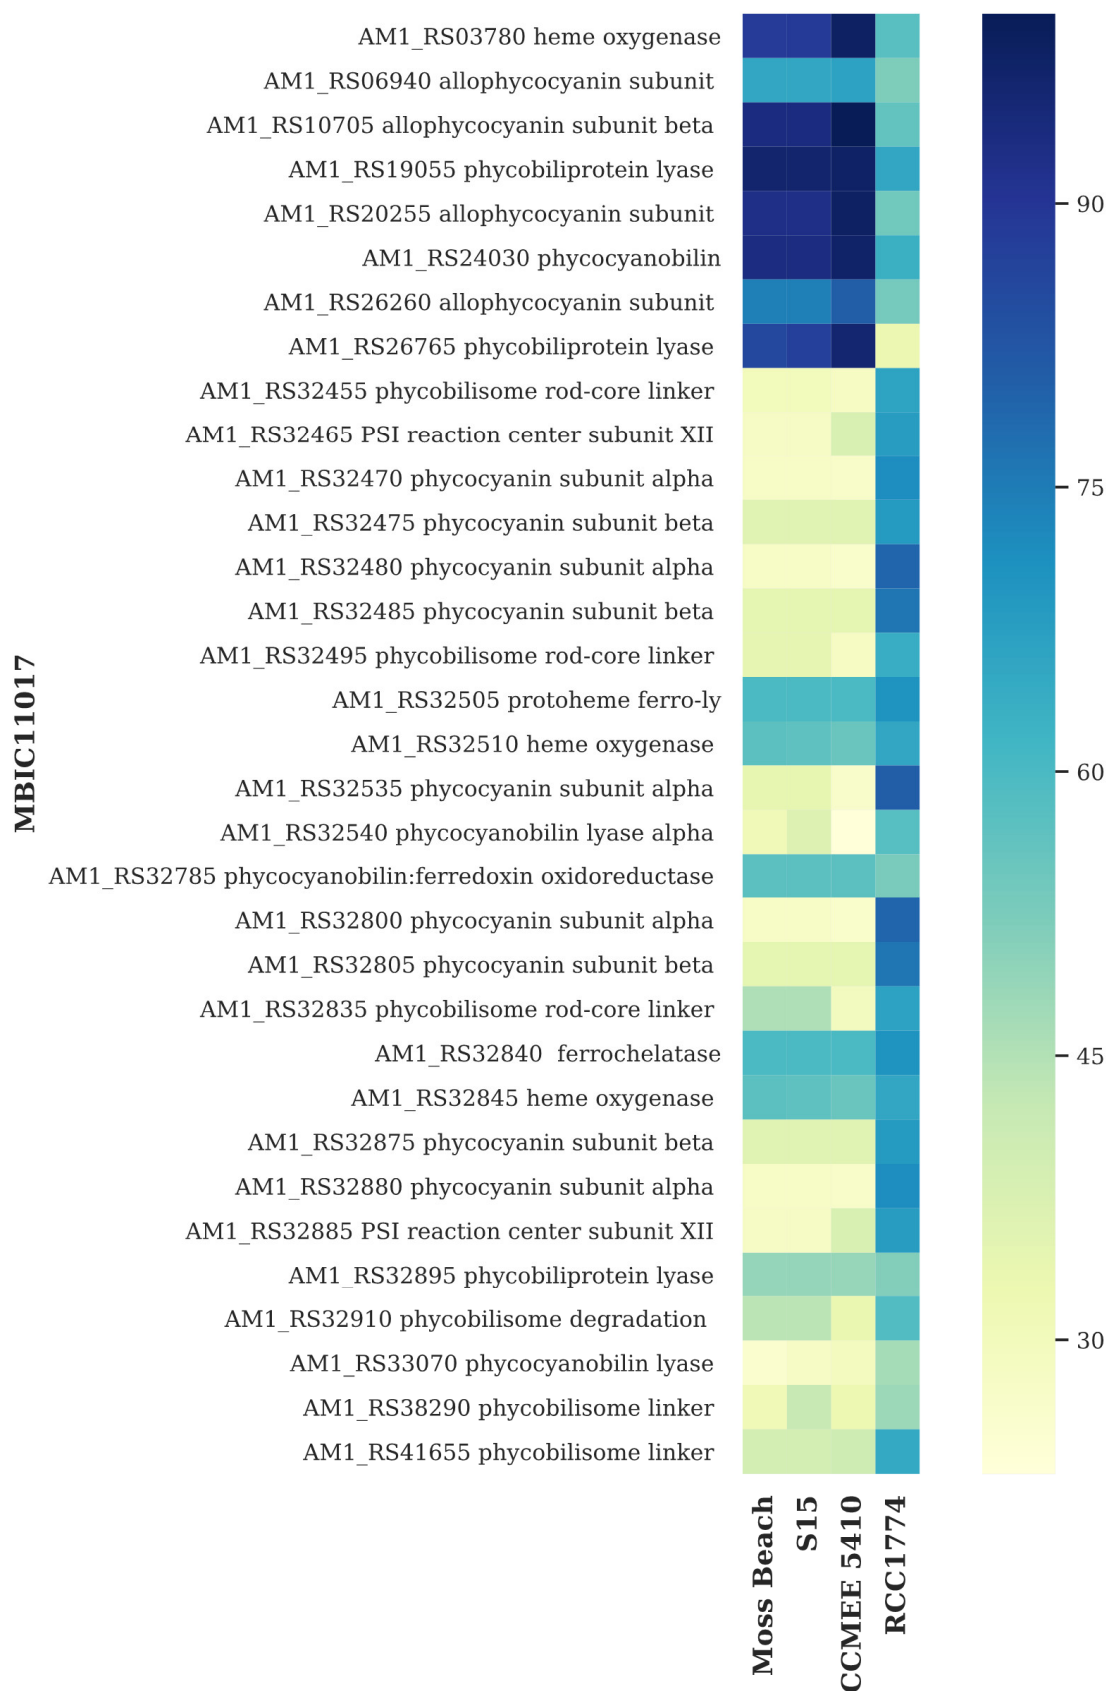 AM1_RS03780 heme oxygenase
AM1_RS06940 allophycocyanin subunit
AM1_RS10705 allophycocyanin subunit beta
AM1_RS19055 phycobiliprotein lyase
AM1_RS20255 allophycocyanin subunit
AM1_RS24030 phycocyanobilin
AM1_RS26260 allophycocyanin subunit
AM1_RS26765 phycobiliprotein lyase
AM1_RS32455 phycobilisome rod-core linker
AM1_RS32465 PSI reaction center subunit XII
AM1_RS32470 phycocyanin subunit alpha
AM1_RS32475 phycocyanin subunit beta
AM1_RS32480 phycocyanin subunit alpha
AM1_RS32485 phycocyanin subunit beta
AM1_RS32495 phycobilisome rod-core linker
AM1_RS32505 protoheme ferro-ly
AM1_RS32510 heme oxygenase
AM1_RS32535 phycocyanin subunit alpha
AM1_RS32540 phycocyanobilin lyase alpha
AM1_RS32785 phycocyanobilin:ferredoxin oxidoreductase
AM1_RS32800 phycocyanin subunit alpha
AM1_RS32805 phycocyanin subunit beta
AM1_RS32835 phycobilisome rod-core linker
AM1_RS32840 ferrochelatase
AM1_RS32845 heme oxygenase
AM1_RS32875 phycocyanin subunit beta
AM1_RS32880 phycocyanin subunit alpha
AM1_RS32885 PSI reaction center subunit XII
AM1_RS32895 phycobiliprotein lyase
AM1_RS32910 phycobilisome degradation
AM1_RS33070 phycocyanobilin lyase
AM1_RS38290 phycobilisome linker
AM1_RS41655 phycobilisome linker
MBIC11017
Moss Beach
S15
CCMEE 5410
RCC1774
90
75
60
45
30